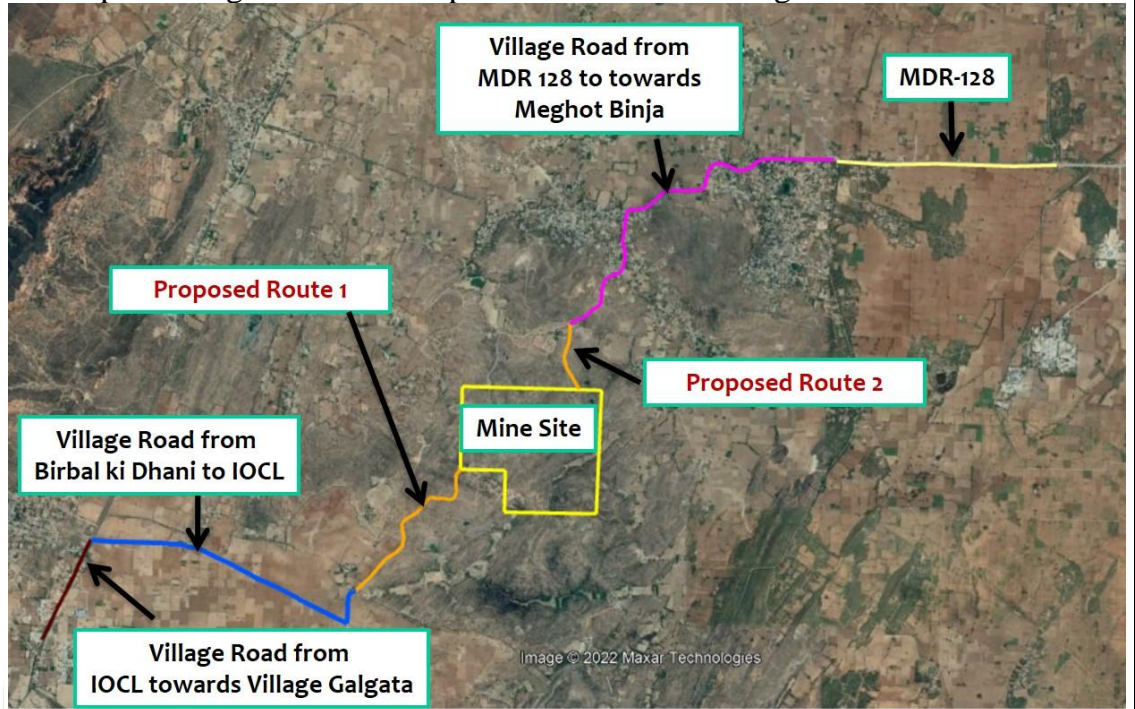 Village Road from
MDR 128 to towards
Meghot Binja
MDR-128
Proposed Route 1
Proposed Route 2
Mine Site
Village Road from
Birbal ki Dhani to IOCL
Village Road from
IOCL towards Village Galgata
Image © 2022 Maxar Technologies